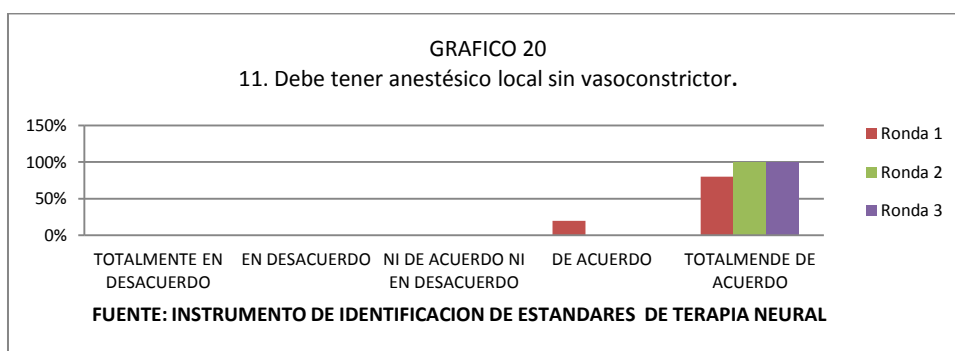 GRAFICO 20
11. Debe tener anestésico local sin vasoconstrictor.
150%
100%
50%
0%
TOTALMENTE EN
DESACUERDO
EN DESACUERDO
NI DE ACUERDO NI
EN DESACUERDO
DE ACUERDO
TOTALMENDE DE
ACUERDO
Ronda 1
Ronda 2
Ronda 3
FUENTE: INSTRUMENTO DE IDENTIFICACION DE ESTANDARES DE TERAPIA NEURAL